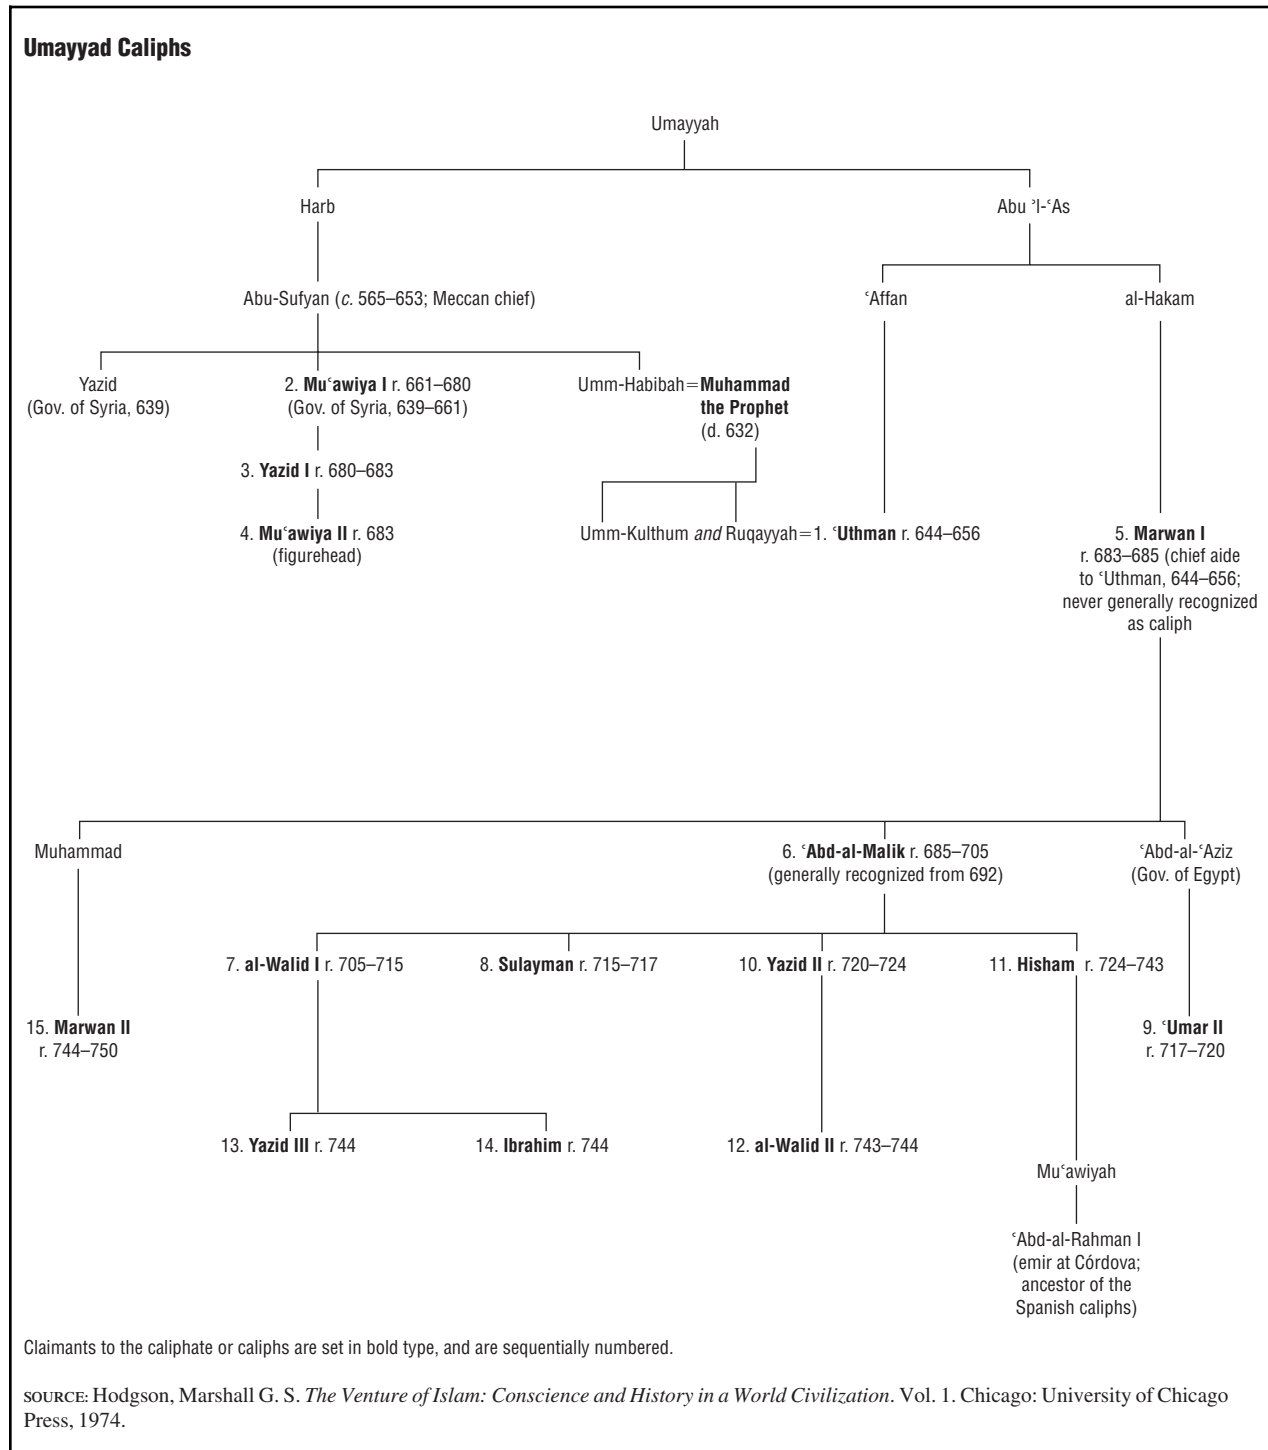 Umayyad Caliphs
Umayyah
Harb
Abu ʾl-ʿAs
Abu-Sufyan (c. 565–653; Meccan chief)
ʿAffan
al-Hakam
Yazid
(Gov. of Syria, 639)
2. Muʿawiya I r. 661–680
(Gov. of Syria, 639–661)
Umm-Habibah=Muhammad
the Prophet
(d. 632)
3. Yazid I r. 680–683
4. Muʿawiya II r. 683
(figurehead)
Umm-Kulthum and Ruqayyah=1. ʿUthman r. 644–656
5. Marwan I
r. 683–685 (chief aide
to ʿUthman, 644–656;
never generally recognized
as caliph
Muhammad
6. ʿAbd-al-Malik r. 685–705
(generally recognized from 692)
ʿAbd-al-ʿAziz
(Gov. of Egypt)
7. al-Walid I r. 705–715
8. Sulayman r. 715–717
10. Yazid II r. 720–724
11. Hisham r. 724–743
15. Marwan II
r. 744–750
9. ʿUmar II
r. 717–720
13. Yazid III r. 744
14. Ibrahim r. 744
12. al-Walid II r. 743–744
Muʿawiyah
ʿAbd-al-Rahman I
(emir at Córdova;
ancestor of the
Spanish caliphs)
Claimants to the caliphate or caliphs are set in bold type, and are sequentially numbered.
SOURCE: Hodgson, Marshall G. S. The Venture of Islam: Conscience and History in a World Civilization. Vol. 1. Chicago: University of Chicago
Press, 1974.